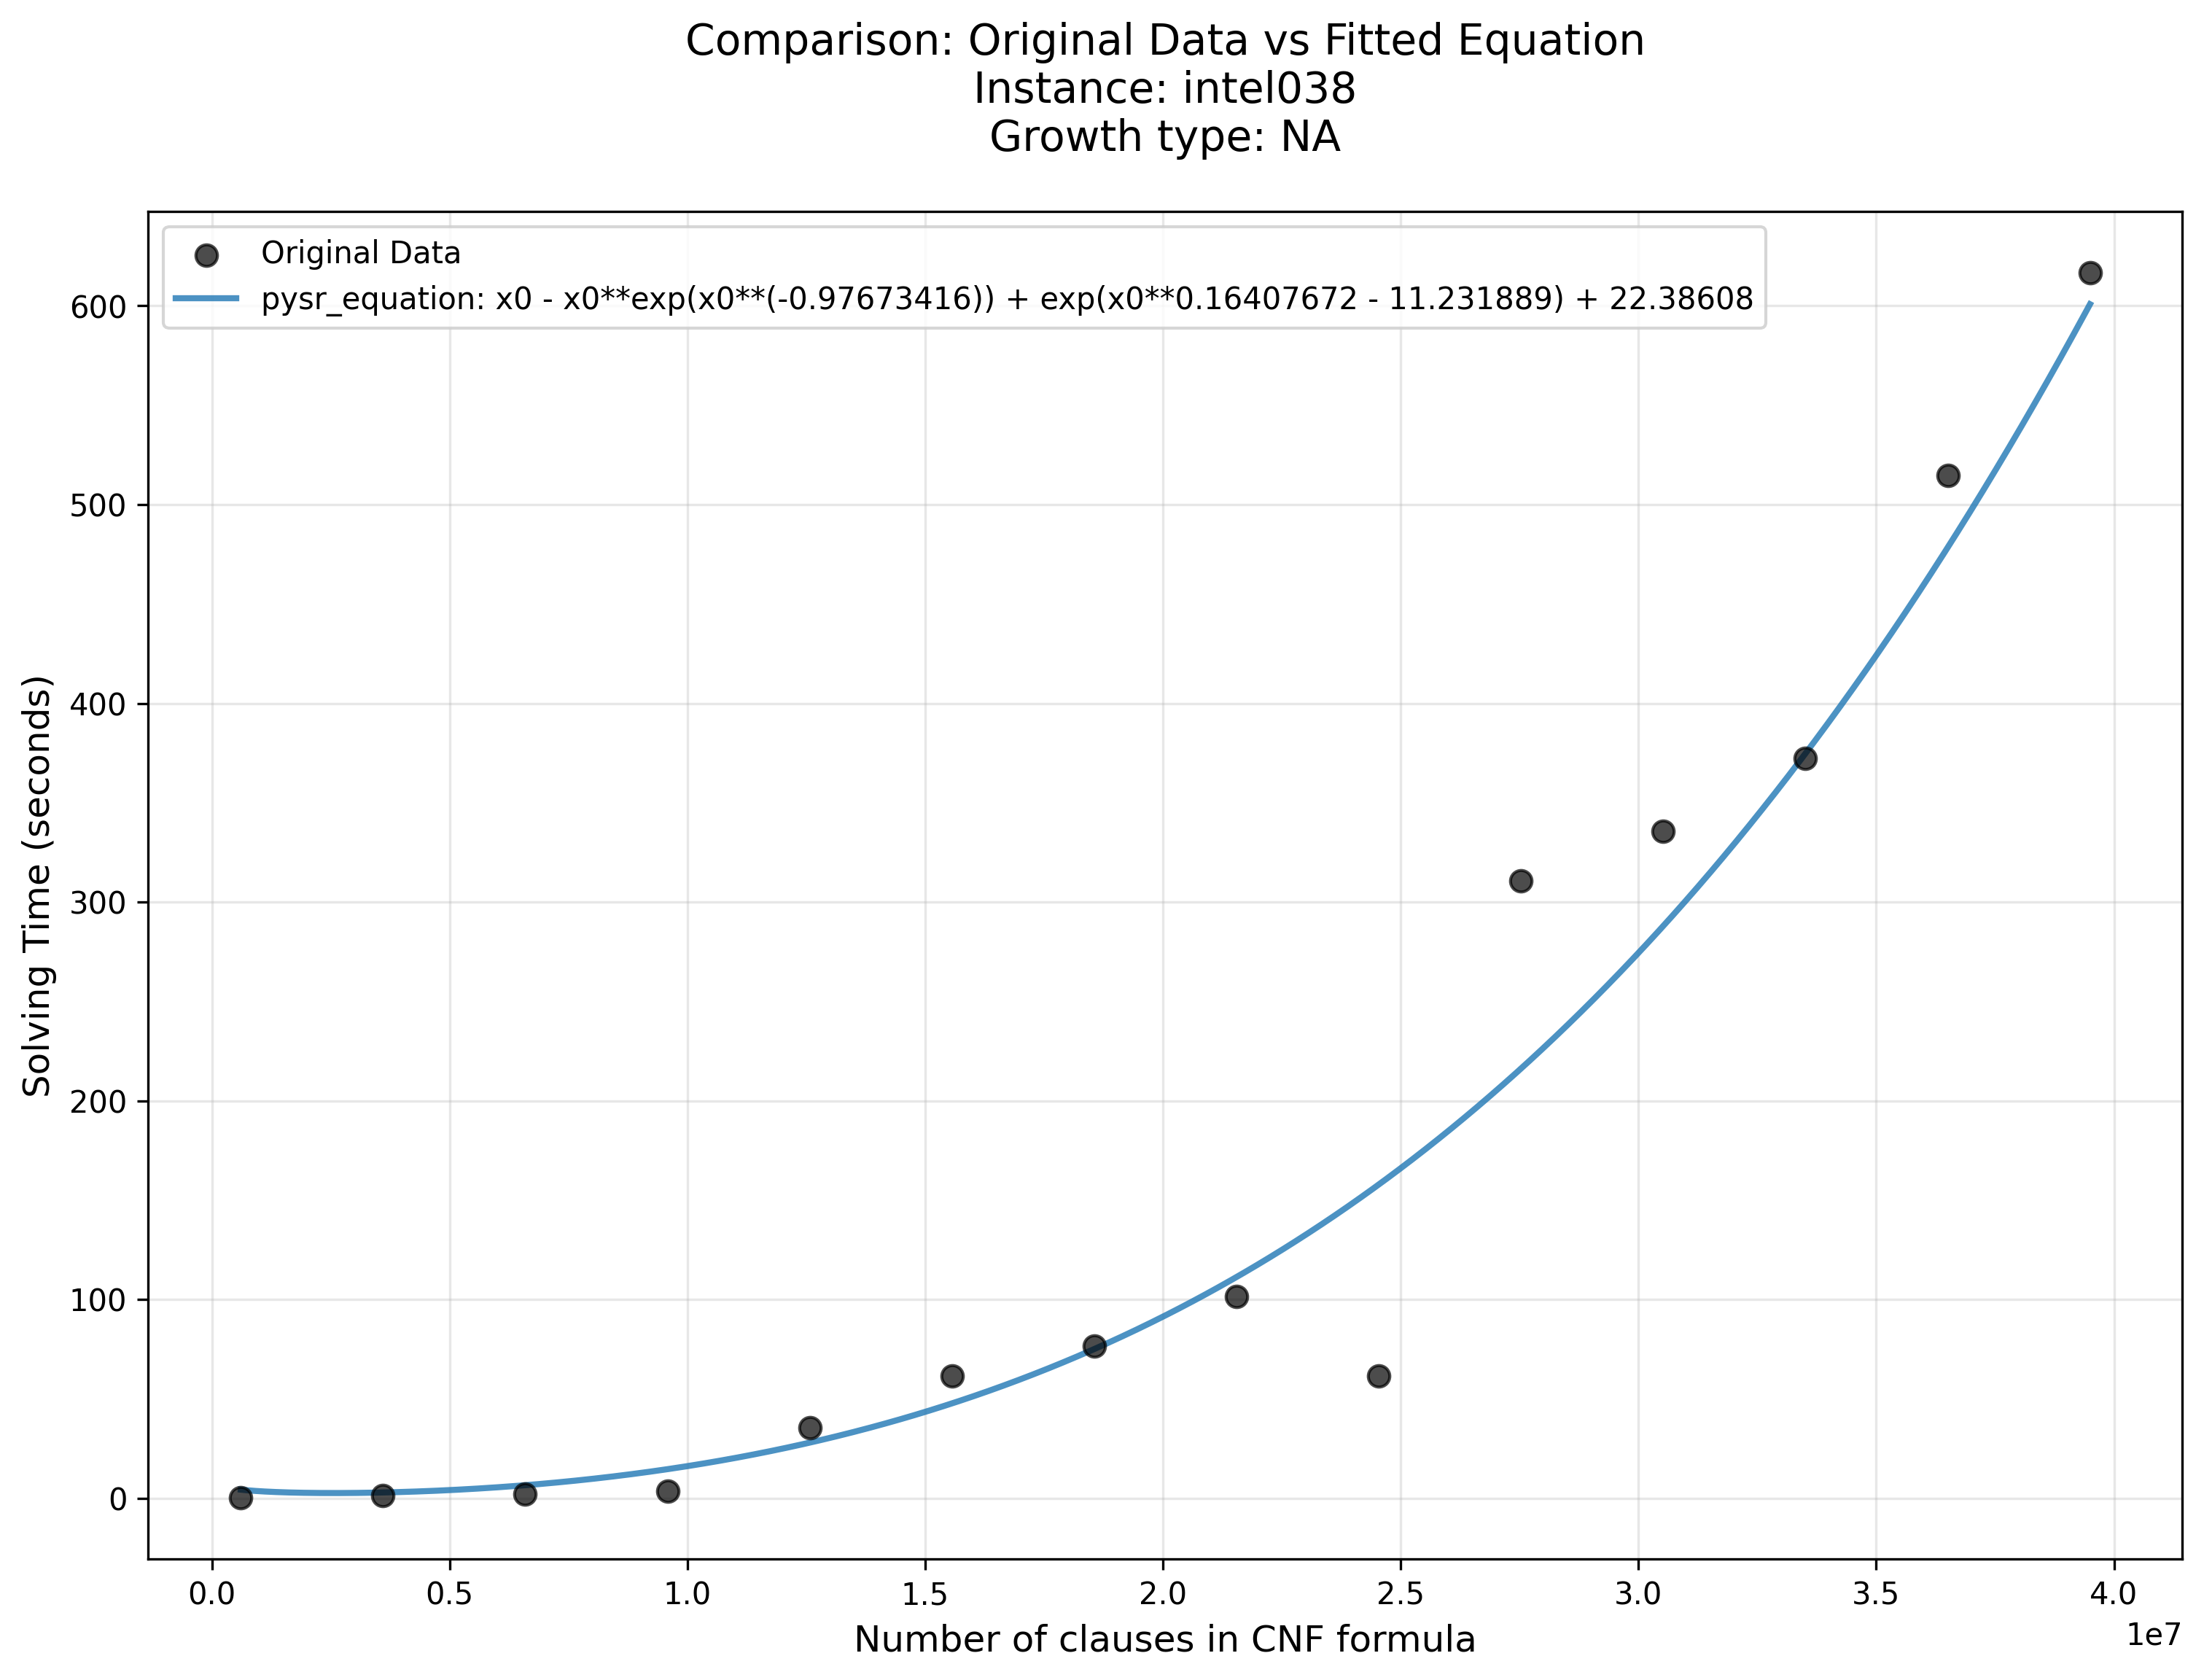 Comparison: Original Data vs Fitted Equation
Instance: intel038
Growth type: NA
Original Data
pysr_equation: x0 - x0**exp(x0**(-0.97673416)) + exp(x0**0.16407672 - 11.231889) + 22.38608
Solving Time (seconds)
600
500
400
300
200
100
0
0.0 0.5 1.0 1.5 2.0 2.5 3.0 3.5 4.0
1e7
Number of clauses in CNF formula